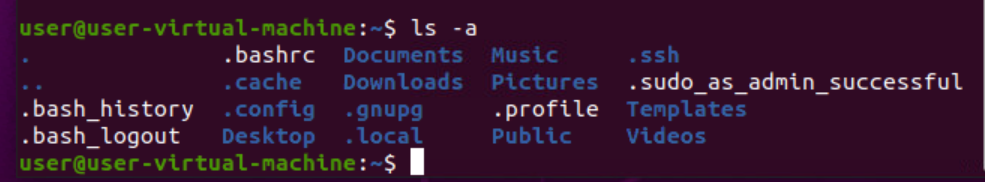 user@user-virtual-machine:~$ ls -a
. .bashrc Documents Music .ssh
.. .cache Downloads Pictures .sudo_as_admin_successful
.bash_history .config .gnupg .profile Templates
.bash_logout Desktop .local Public Videos
user@user-virtual-machine:~$